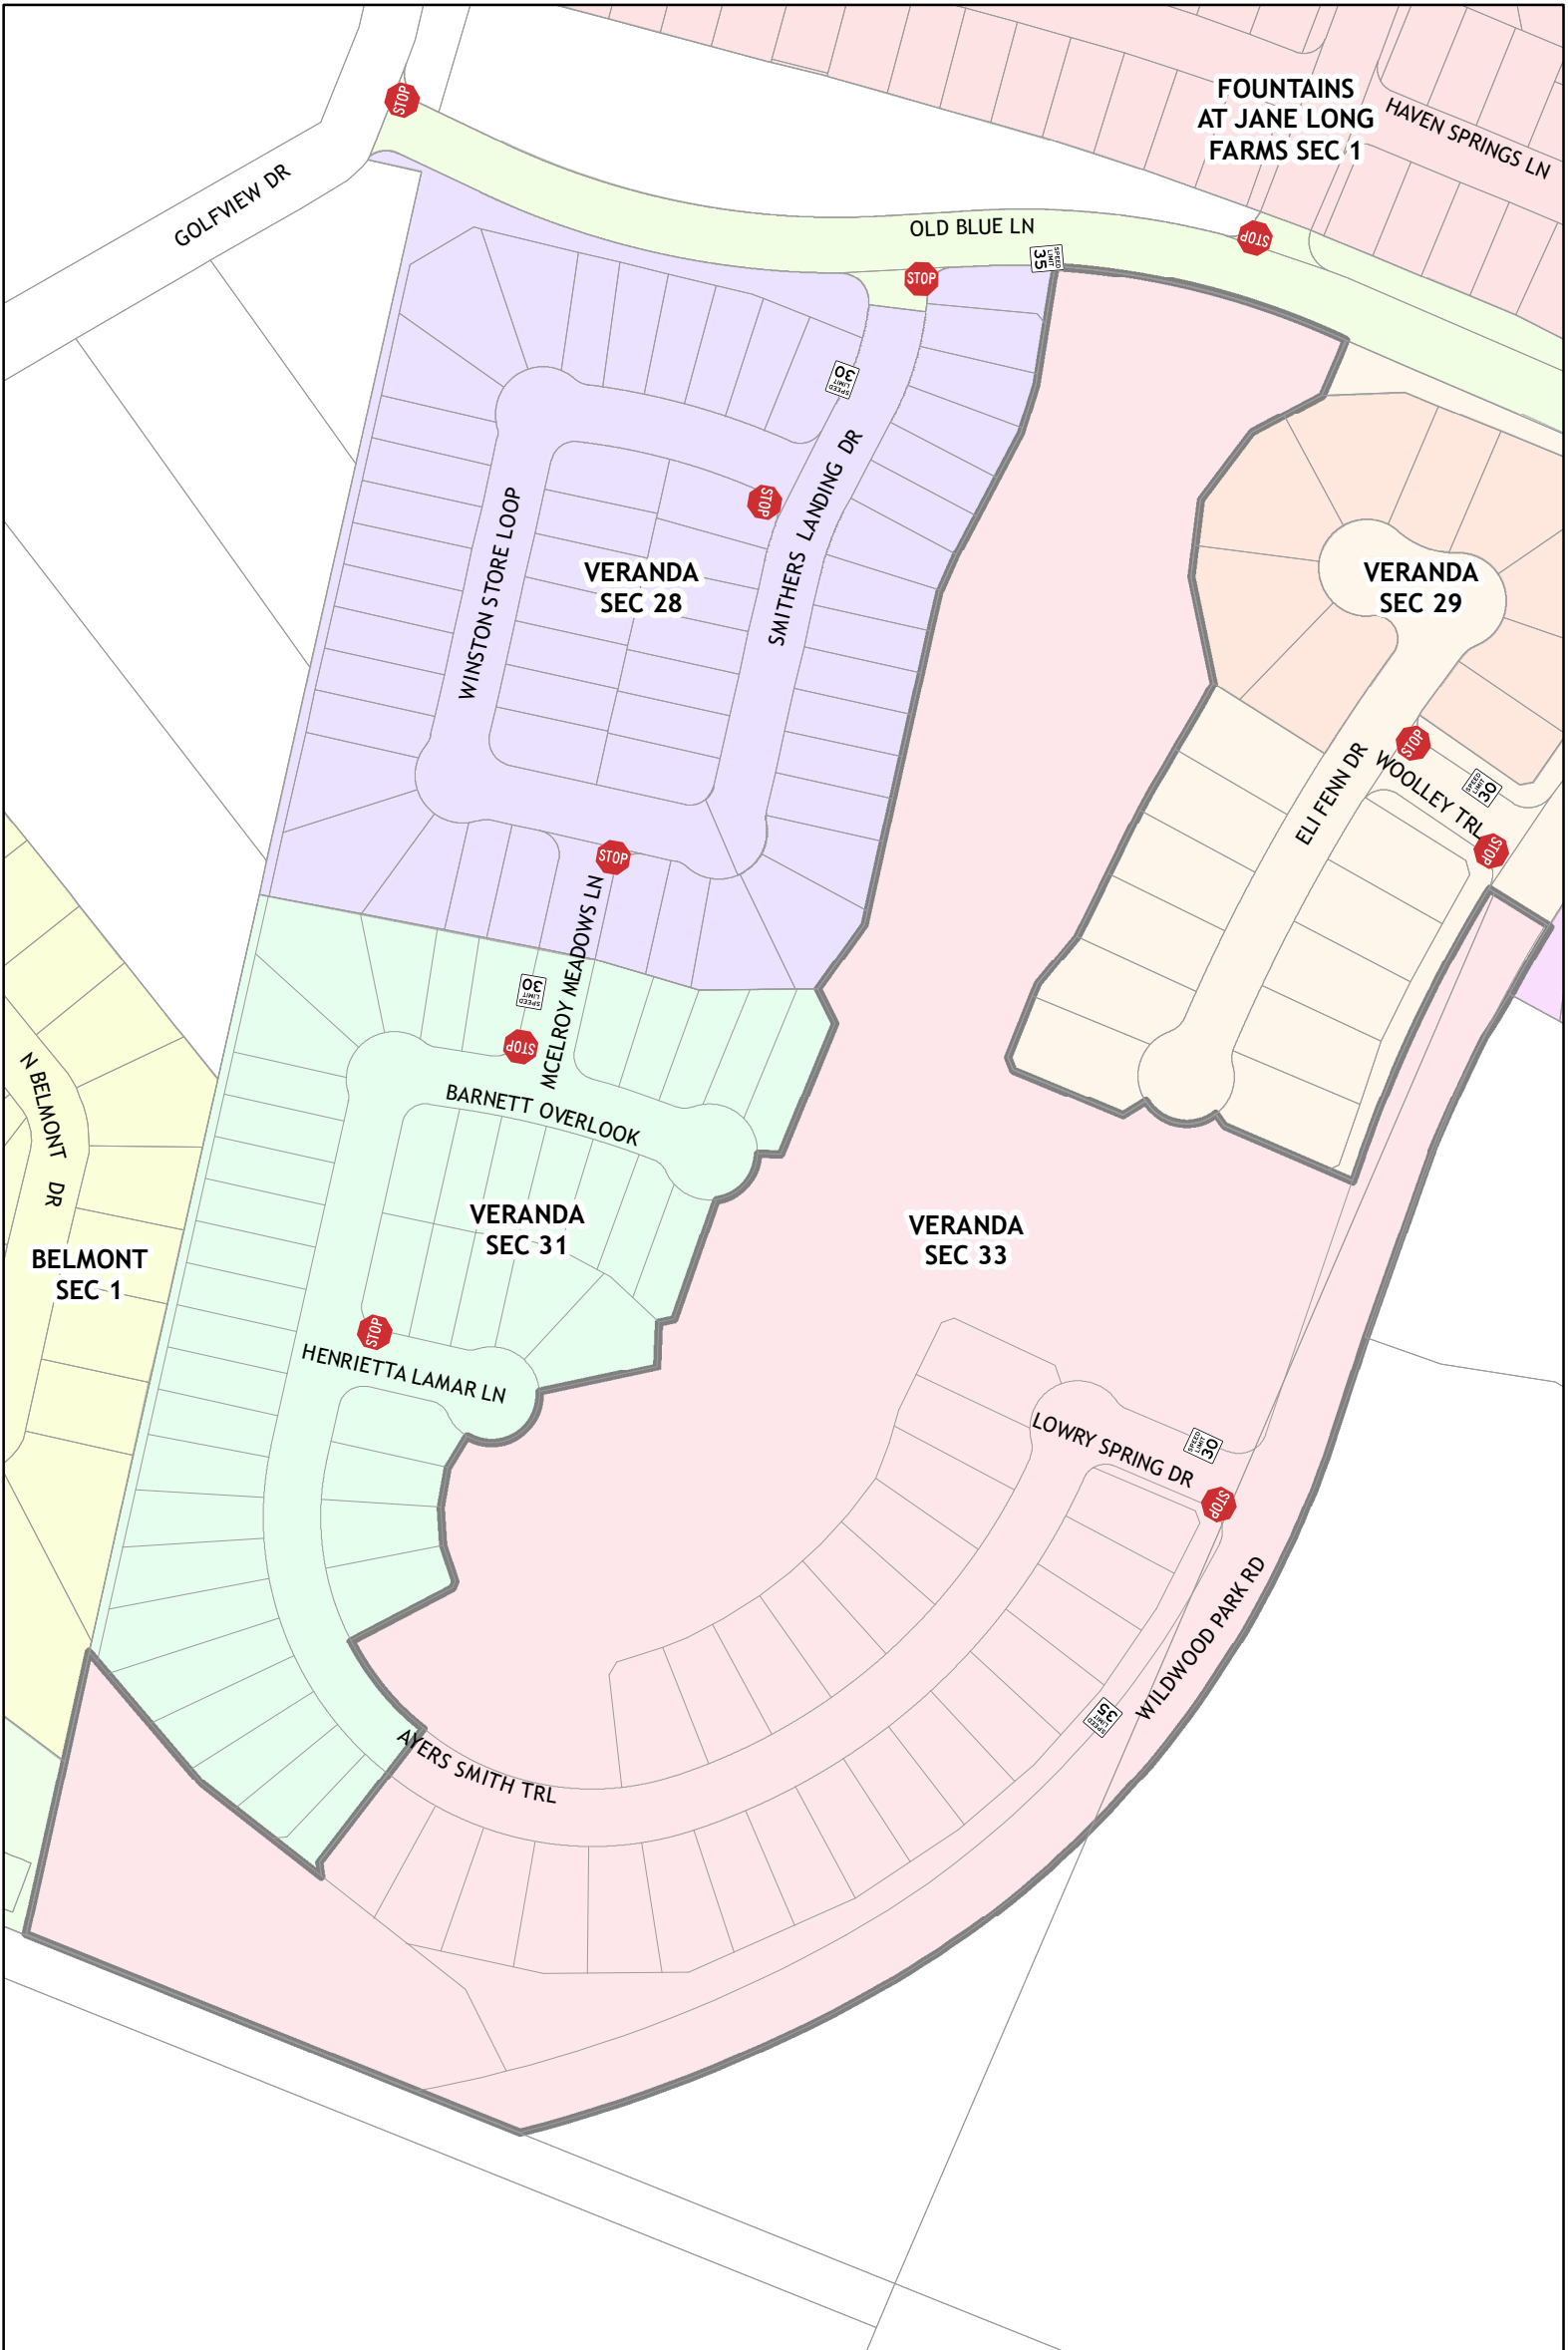 STOP
FOUNTAINS
AT JANE LONG
FARMS SEC 1
HAVEN SPRINGS LN
GOLFVIEW DR
OLD BLUE LN
STOP
SPEED LIMIT 35
STOP
SPEED LIMIT 30
STOP
SMITHERS LANDING DR
WINSTON STORE LOOP
VERANDA
SEC 28
VERANDA
SEC 29
STOP
WOOLLEY TRL
SPEED LIMIT 30
STOP
ELI FENN DR
STOP
MCELROY MEADOWS LN
SPEED LIMIT 30
STOP
N BELMONT DR
BARNETT OVERLOOK
VERANDA
SEC 31
VERANDA
SEC 33
BELMONT
SEC 1
STOP
HENRIETTA LAMAR LN
LOWRY SPRING DR
SPEED LIMIT 30
STOP
WILDWOOD PARK RD
SPEED LIMIT 35
AYERS SMITH TRL